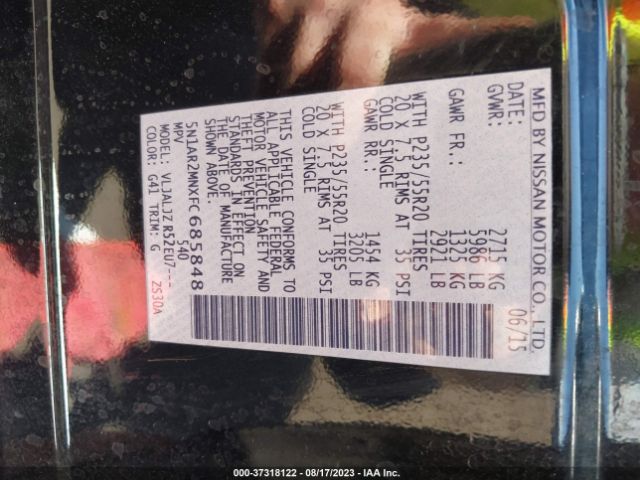 MFD BY NISSAN MOTOR CO., LTD.
DATE: 06/15
GVWR: 2715 KG
5986 LB
GAWR FR.: 1325 KG
2921 LB
WITH P235/55R20 TIRES
20 X 7.5 RIMS AT 35 PSI
COLD SINGLE
GAWR RR.: 1454 KG
3205 LB
WITH P235/55R20 TIRES
20 X 7.5 RIMS AT 35 PSI
COLD SINGLE
THIS VEHICLE CONFORMS TO
ALL APPLICABLE FEDERAL
MOTOR VEHICLE SAFETY AND
THEFT PREVENTION
STANDARDS IN EFFECT ON
THE DATE OF MANUFACTURE
SHOWN ABOVE.
5N1AR2MNXFC685848
MPV 540
MODEL: VLJALJZ R52EU7---
COLOR: G41 TRIM: G ZS30A
000-37318122 - 08/17/2023 - IAA Inc.